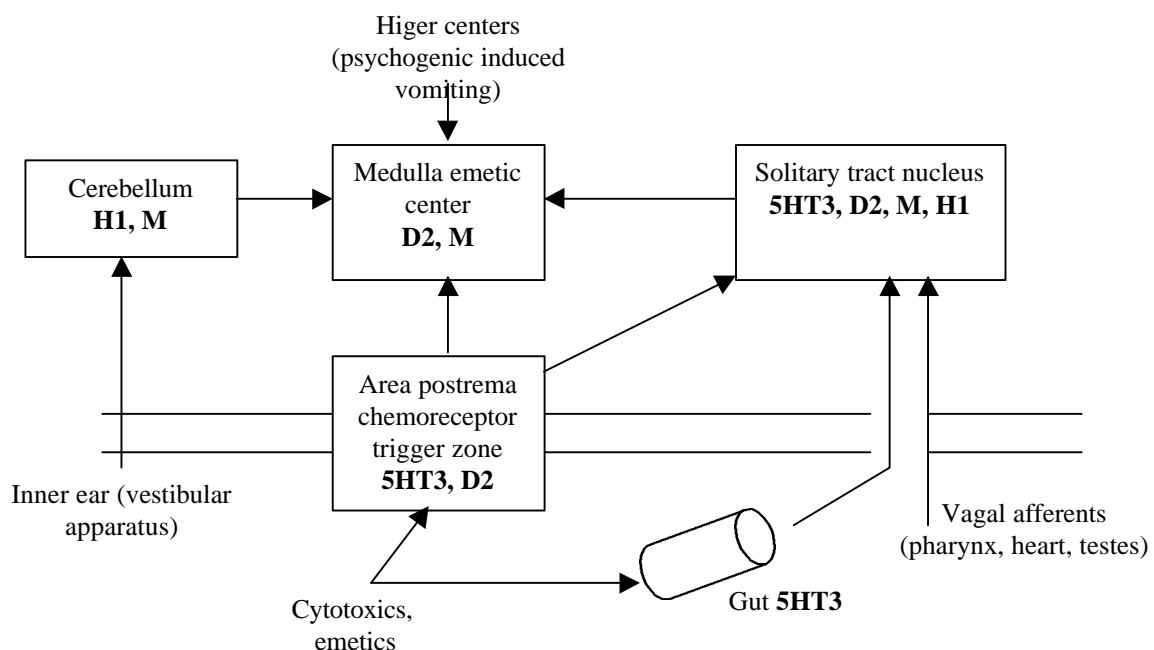 Higer centers
(psychogenic induced
vomiting)
Cerebellum
H1, M
Medulla emetic
center
D2, M
Solitary tract nucleus
5HT3, D2, M, H1
Area postrema
chemoreceptor
trigger zone
5HT3, D2
Inner ear (vestibular
apparatus)
Vagal afferents
(pharynx, heart, testes)
Gut 5HT3
Cytotoxics,
emetics